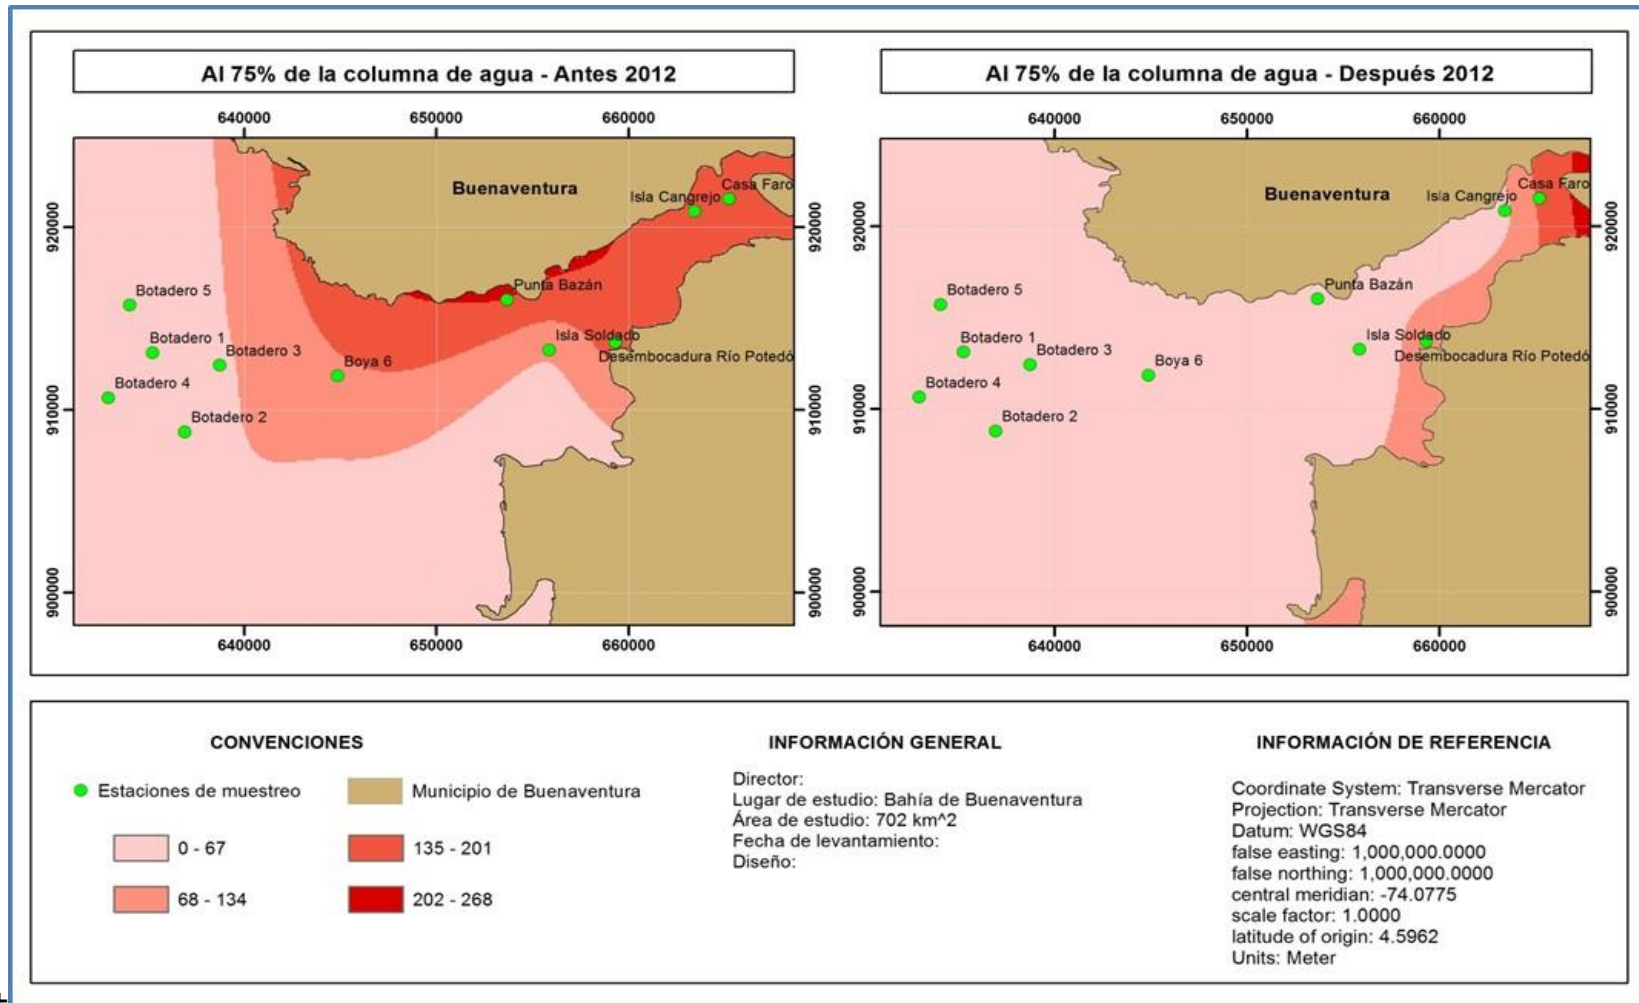 Al 75% de la columna de agua - Antes 2012
640000
650000
660000
920000
910000
900000
Buenaventura
Isla Cangrejo
Casa Faro
Punta Bazán
Botadero 5
Botadero 1
Botadero 3
Botadero 4
Botadero 2
Boya 6
Isla Soldado
Desembocadura Río Potedó
920000
910000
900000
640000
650000
660000
Al 75% de la columna de agua - Después 2012
640000
650000
660000
920000
910000
900000
Buenaventura
Isla Cangrejo
Casa Faro
Punta Bazán
Botadero 5
Botadero 1
Botadero 3
Botadero 4
Botadero 2
Boya 6
Isla Soldado
Desembocadura Río Potedó
920000
910000
900000
640000
650000
660000
CONVENCIONES
Estaciones de muestreo
Municipio de Buenaventura
0 - 67
135 - 201
68 - 134
202 - 268
INFORMACIÓN GENERAL
Director:
Lugar de estudio: Bahía de Buenaventura
Área de estudio: 702 km^2
Fecha de levantamiento:
Diseño:
INFORMACIÓN DE REFERENCIA
Coordinate System: Transverse Mercator
Projection: Transverse Mercator
Datum: WGS84
false easting: 1,000,000.0000
false northing: 1,000,000.0000
central meridian: -74.0775
scale factor: 1.0000
latitude of origin: 4.5962
Units: Meter